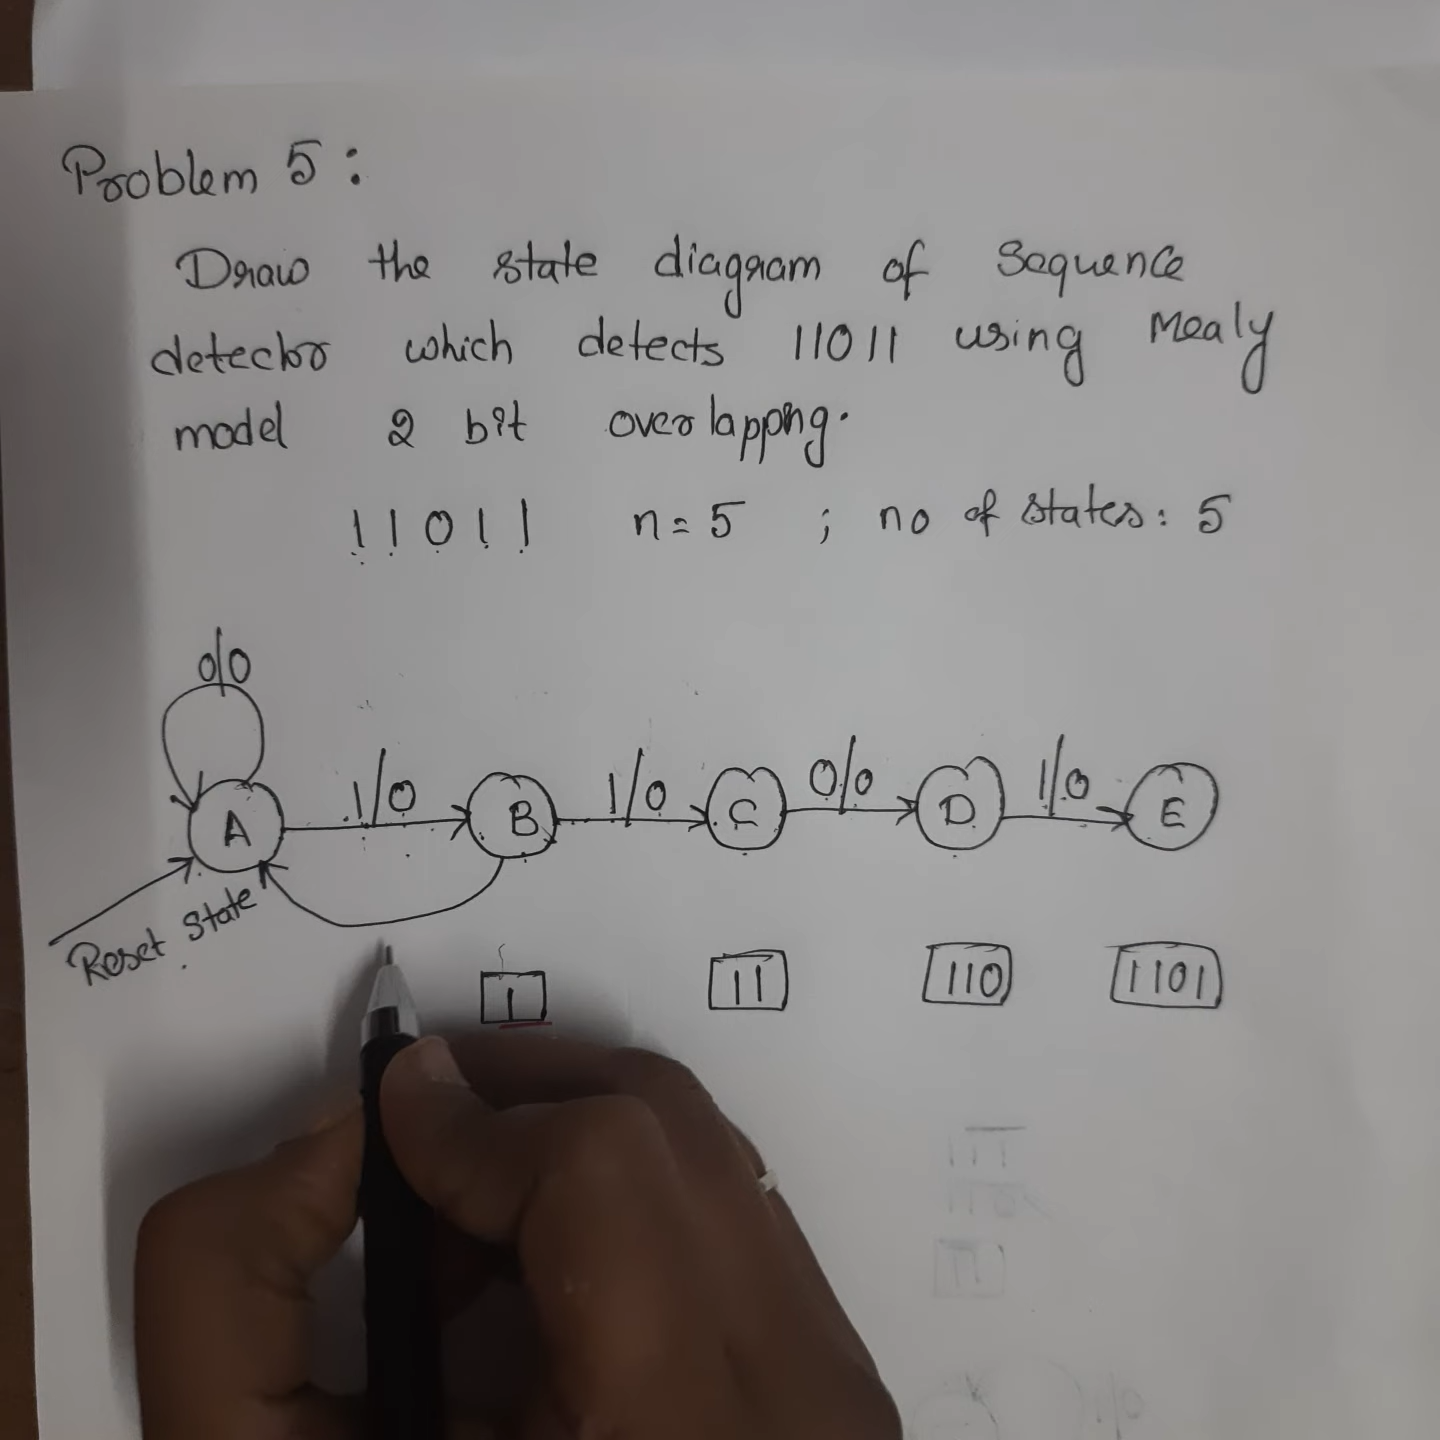 Problem 5 :
Draw the state diagram of Sequence
detector which detects 11011 using Mealy
model 2 bit overlapping.
11011 n = 5 ; no of states : 5
0/0
1/0 1/0 0/0 1/0
A B C D E
Reset State
1 11 110 1101